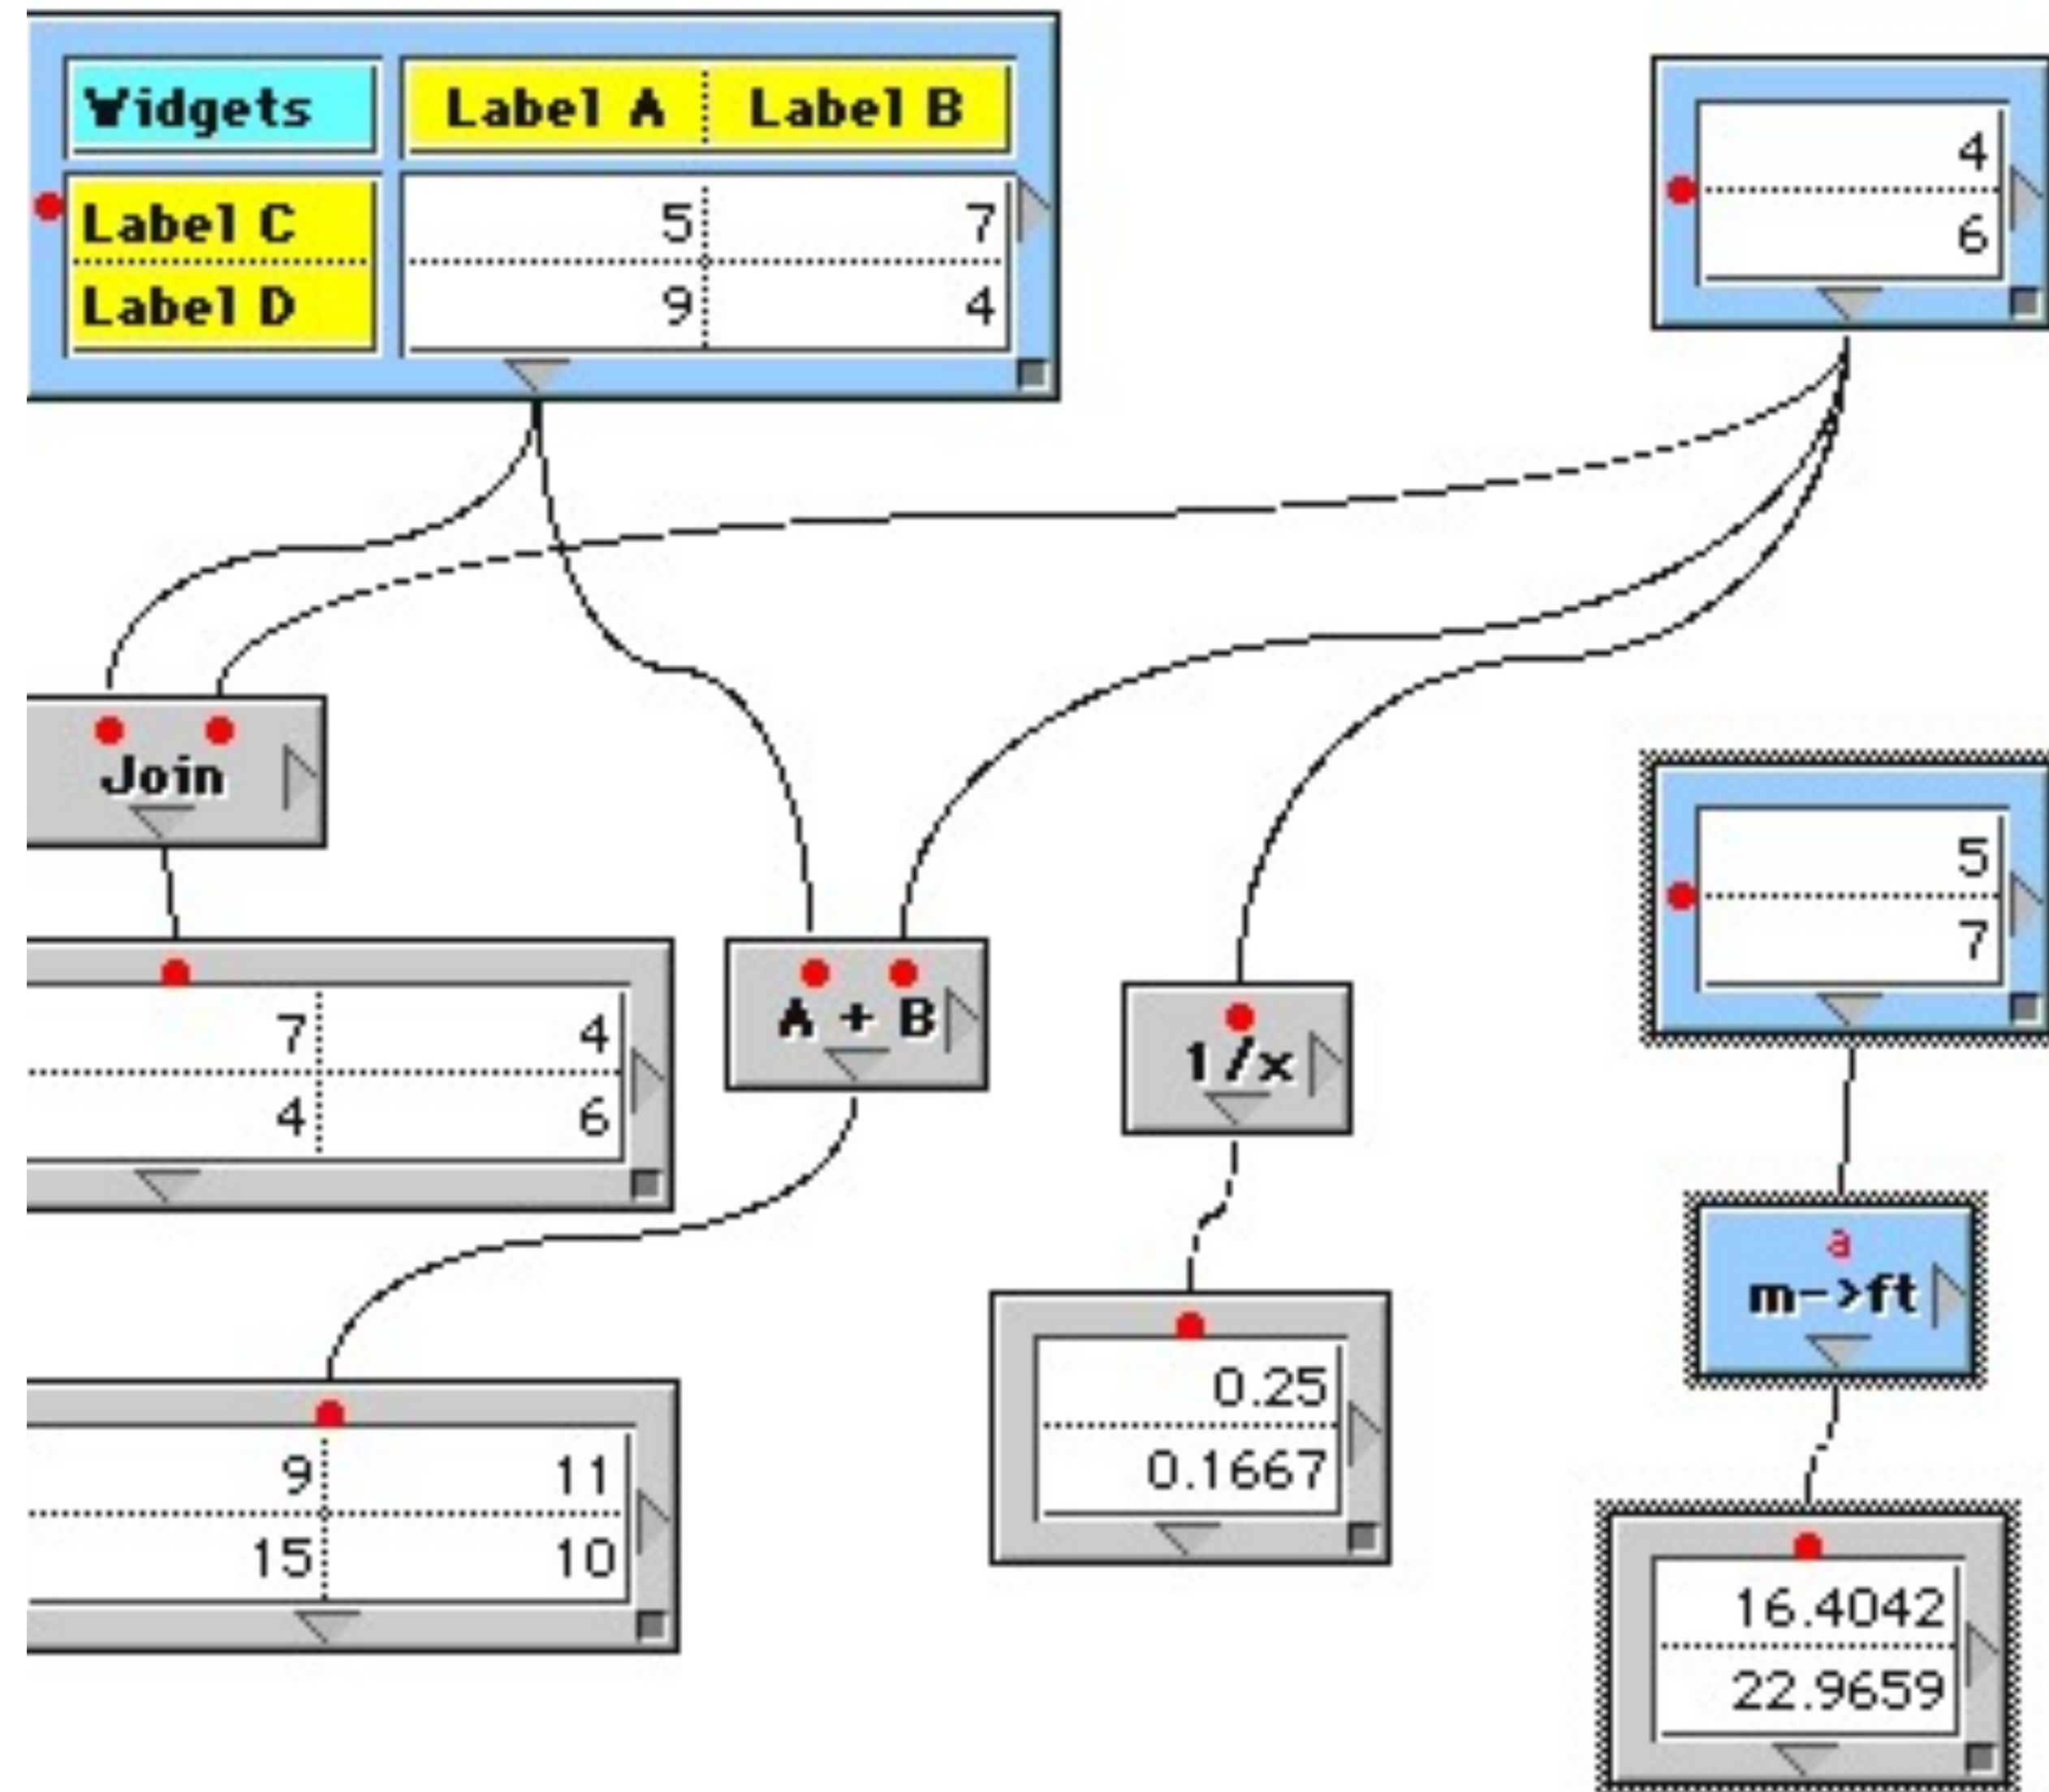 Widgets Label A Label B
Label C 5 7
Label D 9 4
4
6
Join
7 4
4 6
A + B
1/x
5
7
a
m->ft
9 11
15 10
0.25
0.1667
16.4042
22.9659